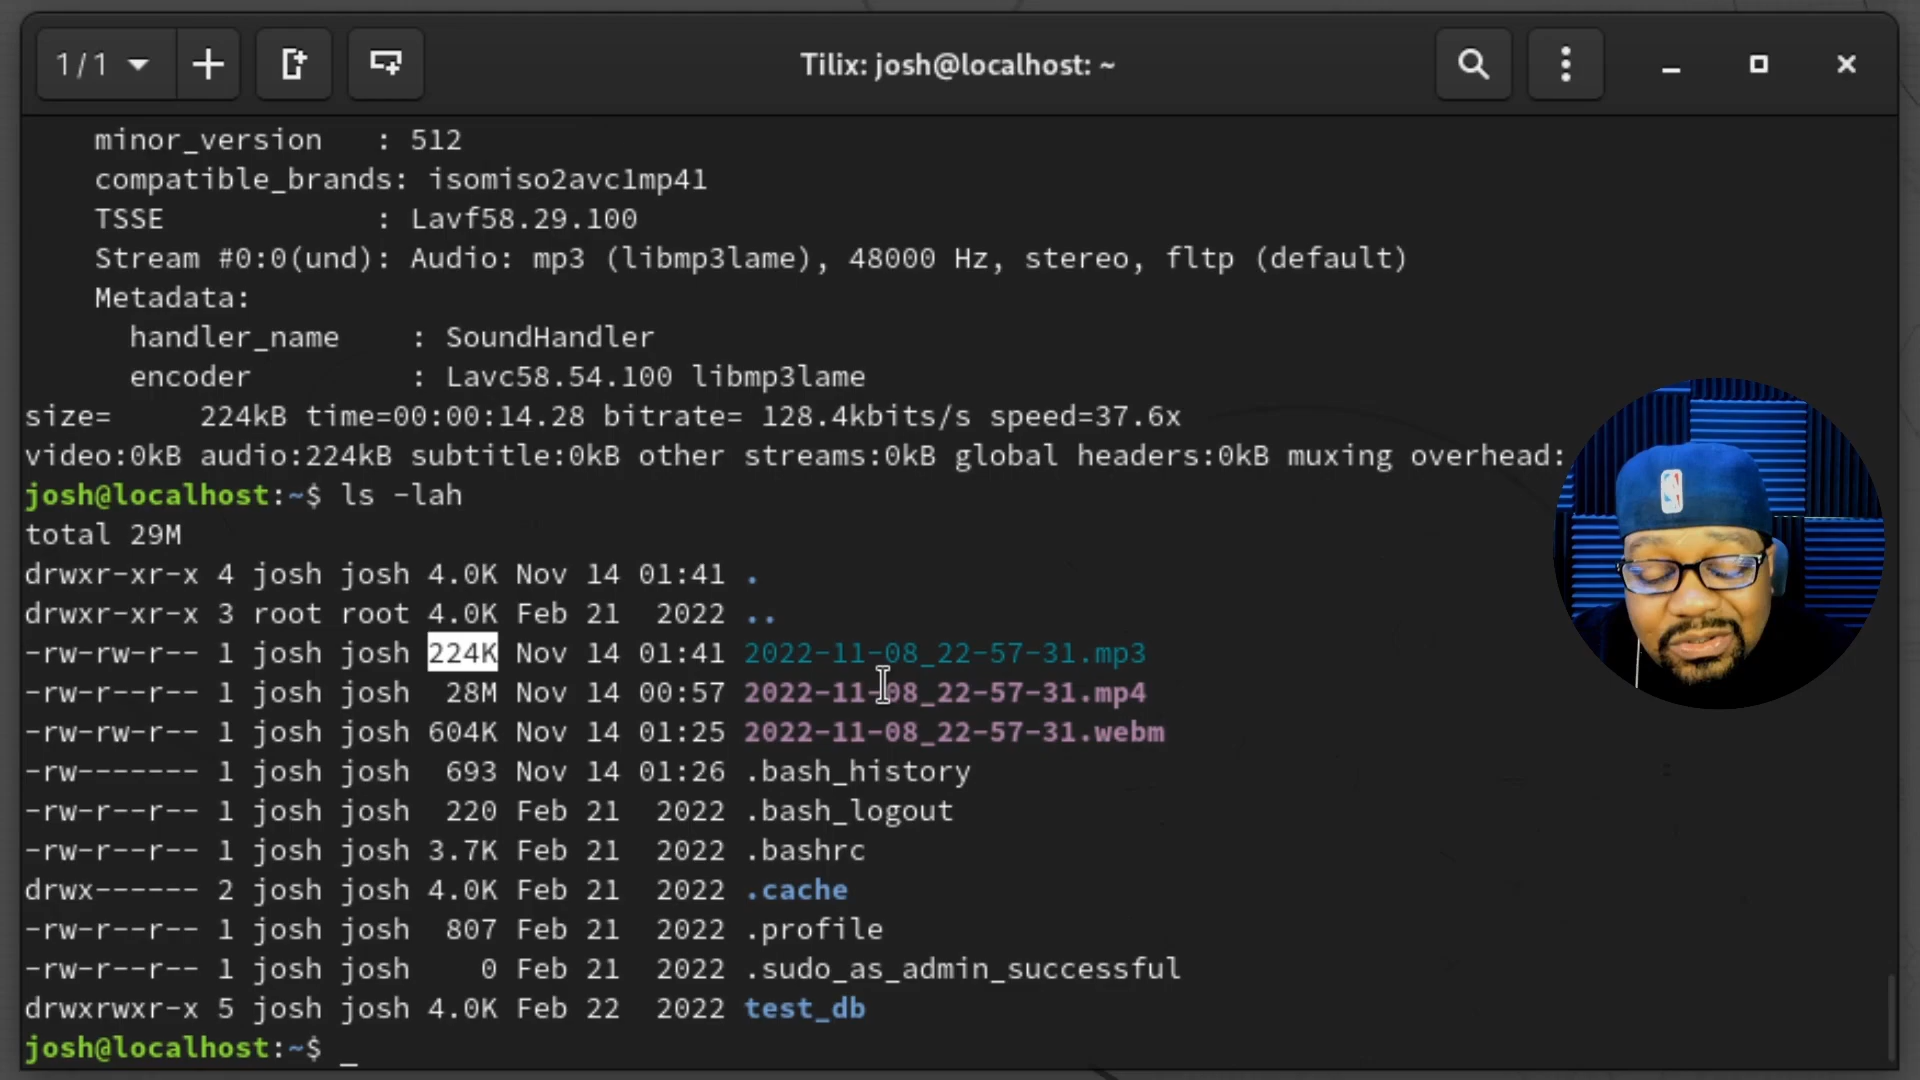 1/1
Tilix: josh@localhost: ~
minor_version   : 512
compatible_brands: isomiso2avc1mp41
TSSE            : Lavf58.29.100
Stream #0:0(und): Audio: mp3 (libmp3lame), 48000 Hz, stereo, fltp (default)
Metadata:
handler_name    : SoundHandler
encoder         : Lavc58.54.100 libmp3lame
size=     224kB time=00:00:14.28 bitrate= 128.4kbits/s speed=37.6x
video:0kB audio:224kB subtitle:0kB other streams:0kB global headers:0kB muxing overhead:
josh@localhost:~$ ls -lah
total 29M
drwxr-xr-x 4 josh josh 4.0K Nov 14 01:41 .
drwxr-xr-x 3 root root 4.0K Feb 21  2022 ..
-rw-rw-r-- 1 josh josh 224K Nov 14 01:41 2022-11-08_22-57-31.mp3
-rw-r--r-- 1 josh josh  28M Nov 14 00:57 2022-11-08_22-57-31.mp4
-rw-rw-r-- 1 josh josh 604K Nov 14 01:25 2022-11-08_22-57-31.webm
-rw------- 1 josh josh  693 Nov 14 01:26 .bash_history
-rw-r--r-- 1 josh josh  220 Feb 21  2022 .bash_logout
-rw-r--r-- 1 josh josh 3.7K Feb 21  2022 .bashrc
drwx------ 2 josh josh 4.0K Feb 21  2022 .cache
-rw-r--r-- 1 josh josh  807 Feb 21  2022 .profile
-rw-r--r-- 1 josh josh    0 Feb 21  2022 .sudo_as_admin_successful
drwxrwxr-x 5 josh josh 4.0K Feb 22  2022 test_db
josh@localhost:~$ _